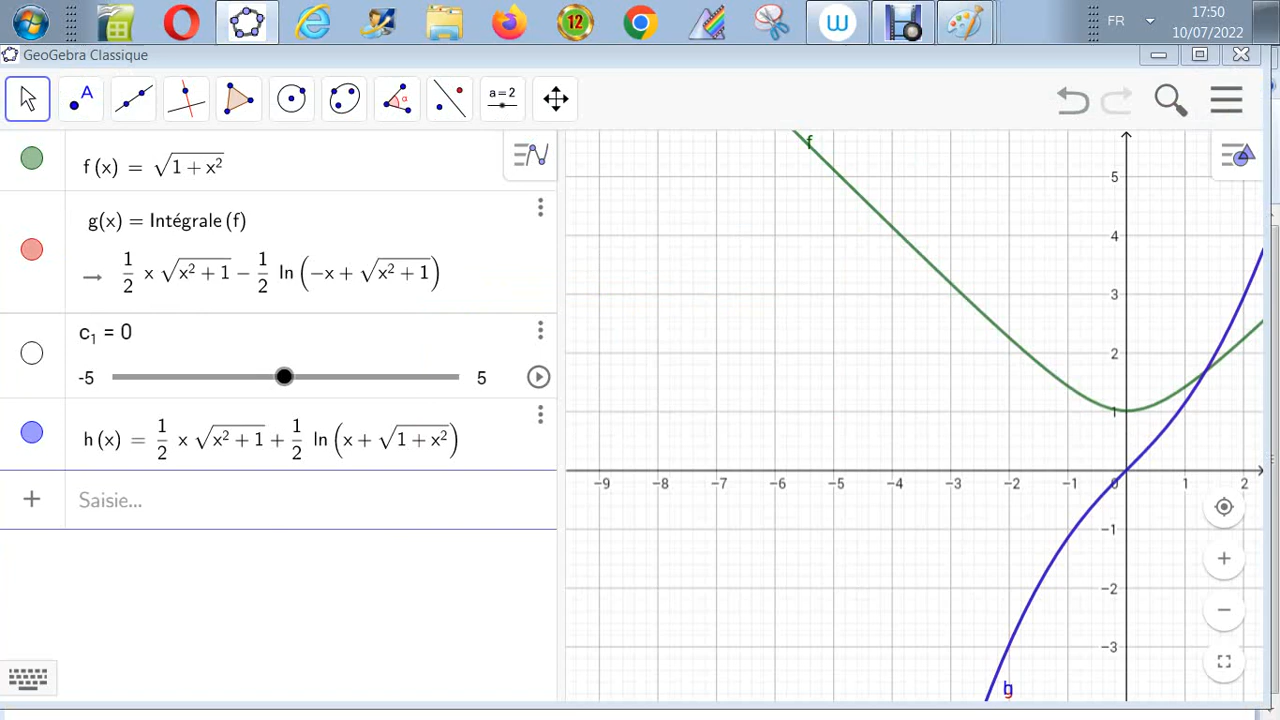 12
W
FR
17:50
10/07/2022
GeoGebra Classique
A
α
a=2
f(x) = √(1 + x²)
g(x) = Intégrale(f)
→ 1/2 x √(x² + 1) − 1/2 ln(−x + √(x² + 1))
c₁ = 0
-5 5
h(x) = 1/2 x √(x² + 1) + 1/2 ln(x + √(1 + x²))
+ Saisie...
f
5
4
3
2
1
−9 −8 −7 −6 −5 −4 −3 −2 −1 0 1 2
−1
−2
−3